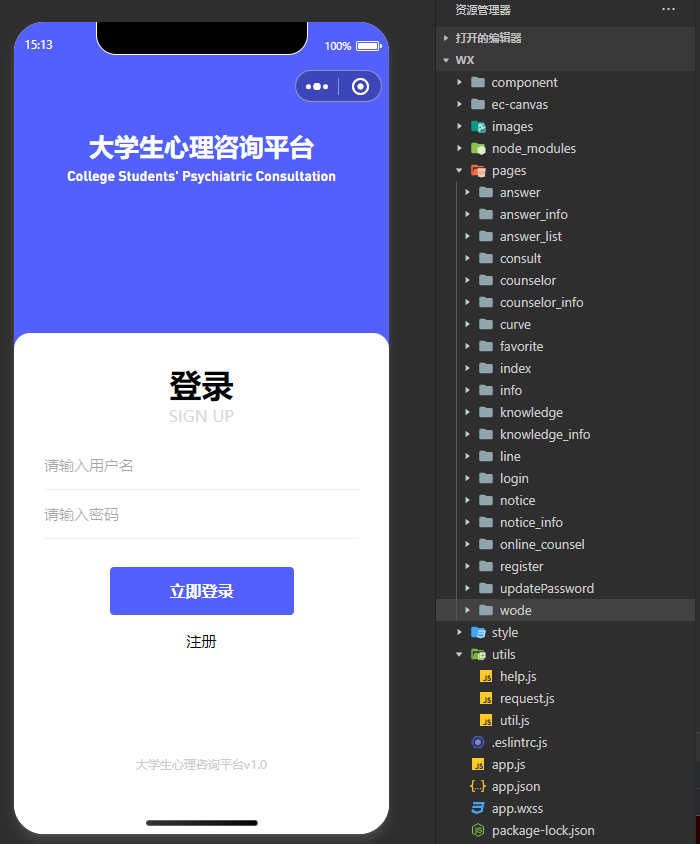 15:13
100%
大学生心理咨询平台
College Students' Psychiatric Consultation
登录
SIGN UP
请输入用户名
请输入密码
立即登录
注册
大学生心理咨询平台v1.0
资源管理器
打开的编辑器
WX
component
ec-canvas
images
node_modules
pages
answer
answer_info
answer_list
consult
counselor
counselor_info
curve
favorite
index
info
knowledge
knowledge_info
line
login
notice
notice_info
online_counsel
register
updatePassword
wode
style
utils
JS help.js
JS request.js
JS util.js
.eslintrc.js
JS app.js
app.json
app.wxss
package-lock.json